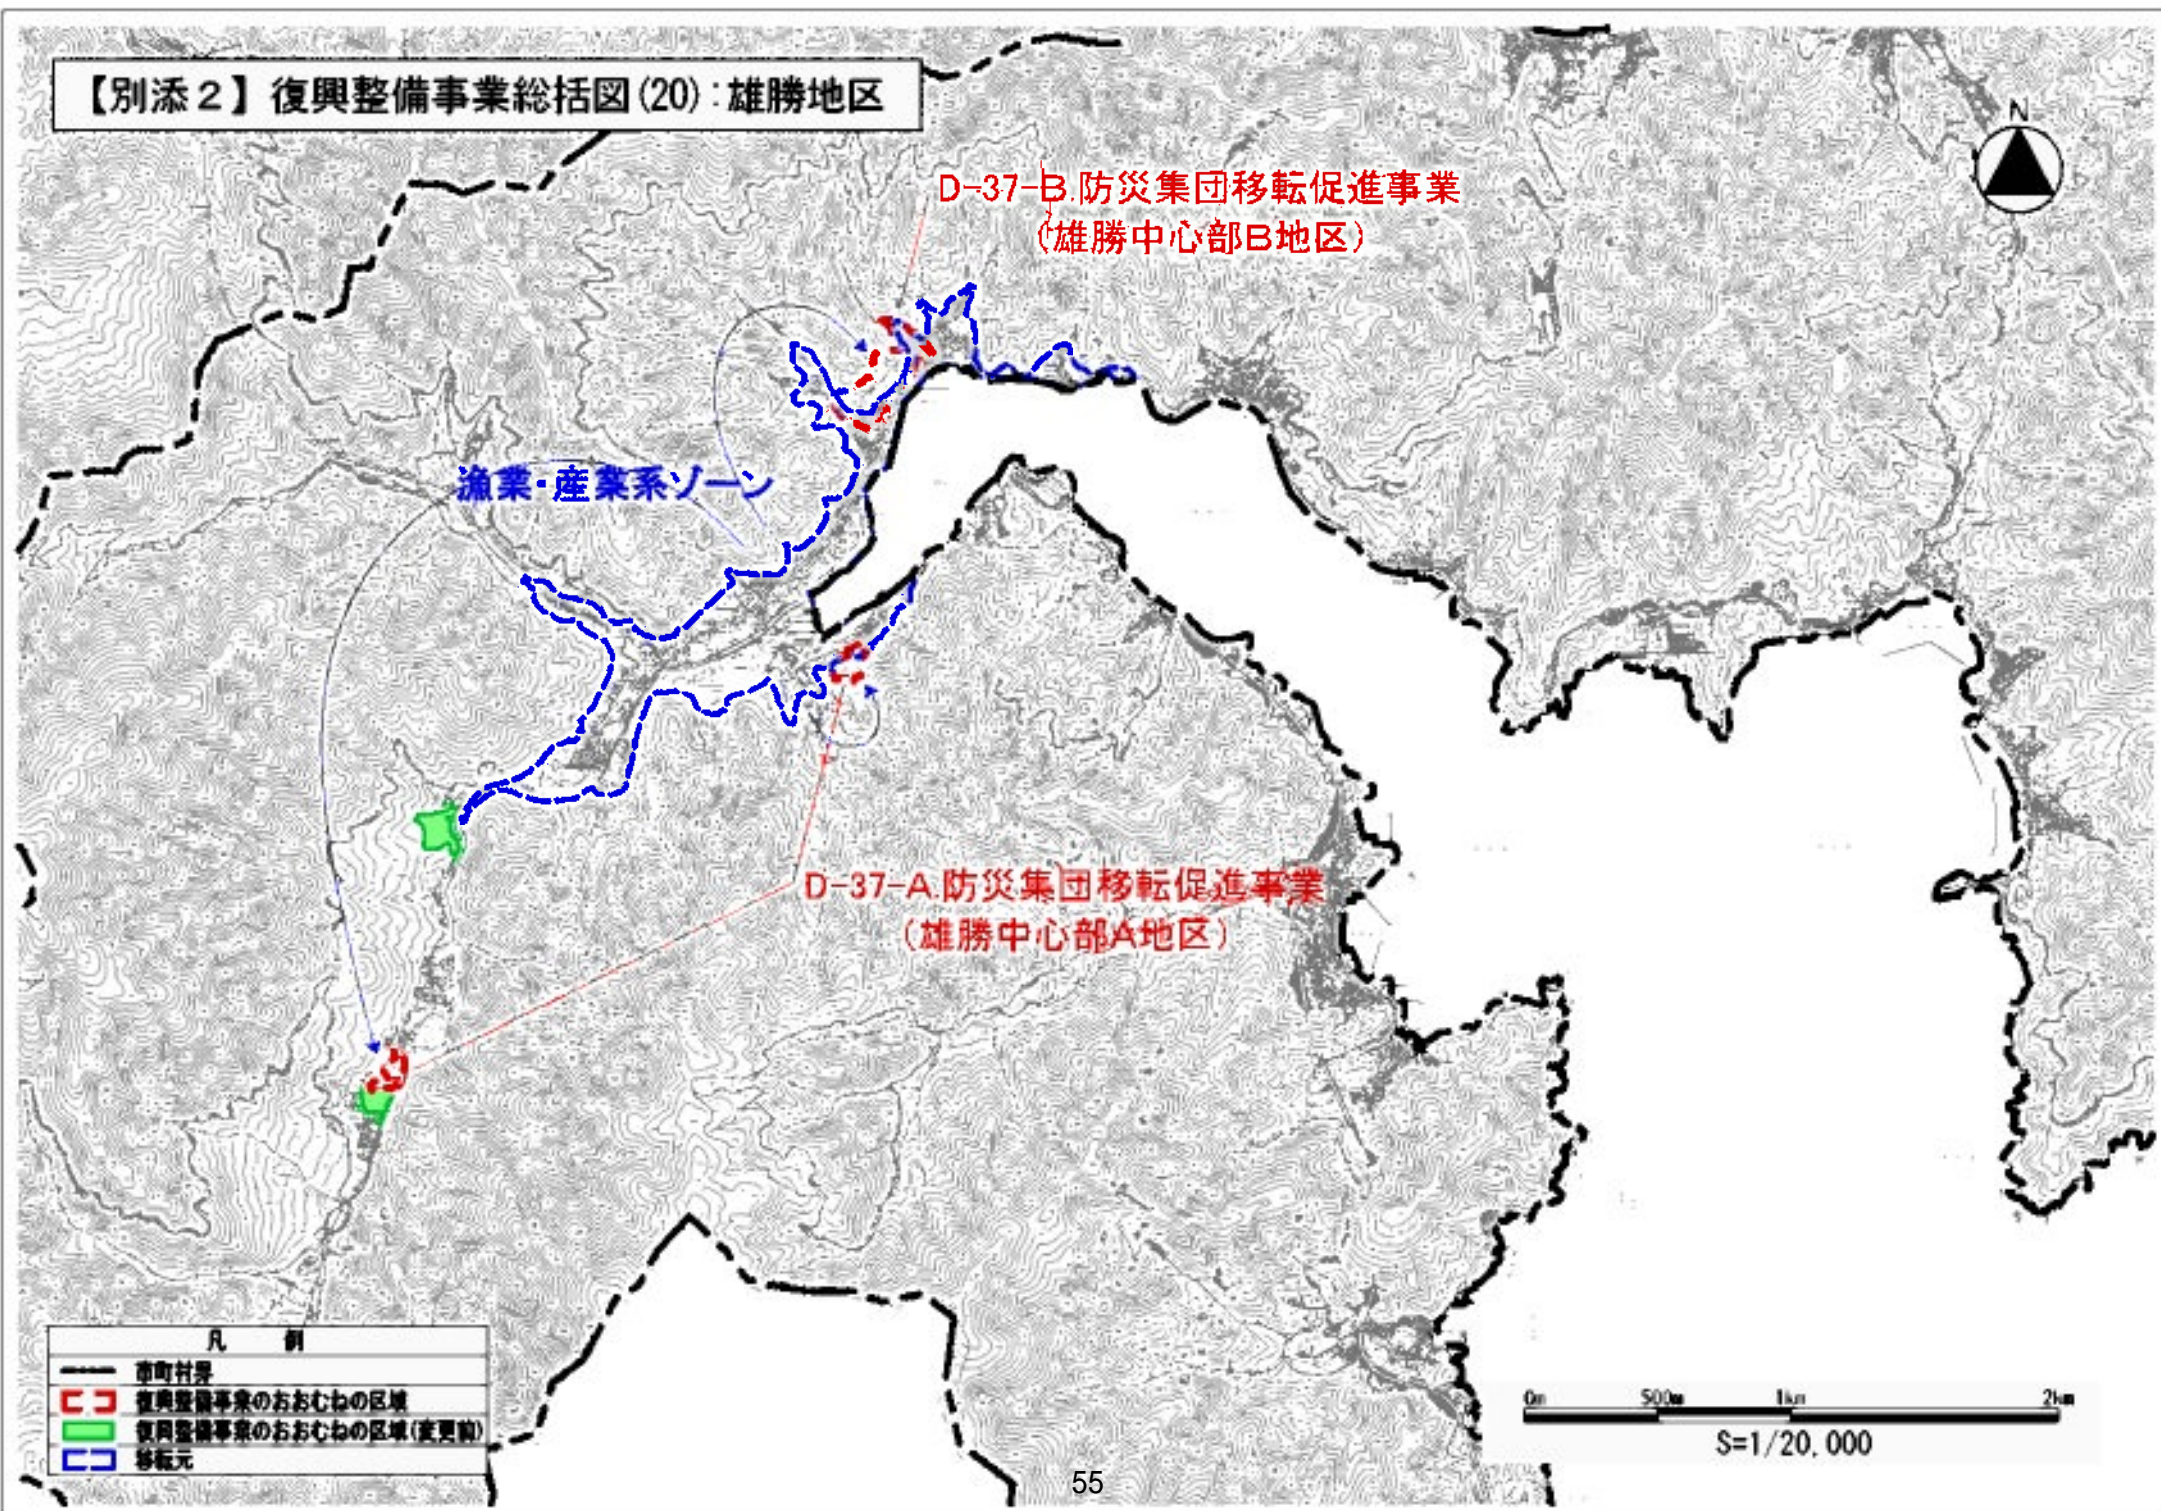 【別添２】復興整備事業総括図(20)：雄勝地区
N
D-37-B.防災集団移転促進事業
（雄勝中心部B地区）
漁業・産業系ゾーン
D-37-A.防災集団移転促進事業
（雄勝中心部A地区）
凡　例
市町村界
復興整備事業のおおむねの区域
復興整備事業のおおむねの区域(変更前)
移転元
0m 500m 1km 2km
S=1/20,000
55